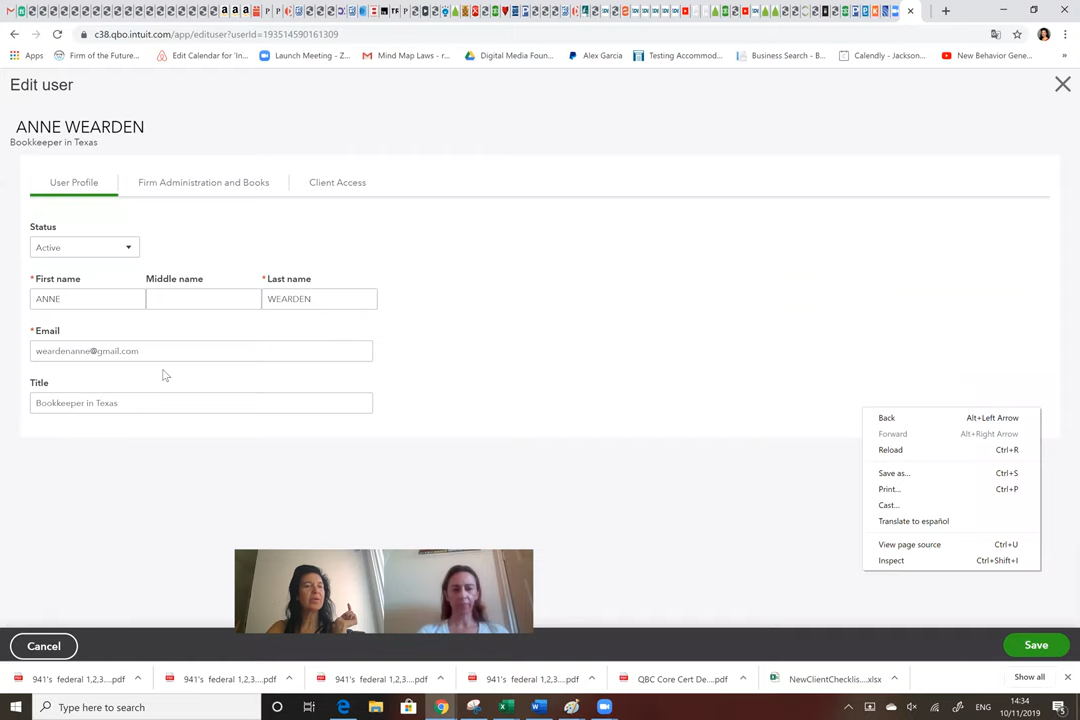 c38.qbo.intuit.com/app/edituser?userId=193514590161309
Apps
Firm of the Future...
Edit Calendar for 'In...
Launch Meeting - Z...
Mind Map Laws - r...
Digital Media Foun...
Alex Garcia
Testing Accommod...
Business Search - B...
Calendly - Jackson...
New Behavior Gene...
»
Edit user
ANNE WEARDEN
Bookkeeper in Texas
User Profile
Firm Administration and Books
Client Access
Status
Active
*First name
Middle name
*Last name
ANNE
WEARDEN
*Email
weardenanne@gmail.com
Title
Bookkeeper in Texas
Back Alt+Left Arrow
Forward Alt+Right Arrow
Reload Ctrl+R
Save as... Ctrl+S
Print... Ctrl+P
Cast...
Translate to español
View page source Ctrl+U
Inspect Ctrl+Shift+I
Cancel
Save
941's federal 1,2,3....pdf
941's federal 1,2,3....pdf
941's federal 1,2,3....pdf
941's federal 1,2,3....pdf
QBC Core Cert De....pdf
NewClientChecklis....xlsx
Show all
Type here to search
ENG
14:34
10/11/2019